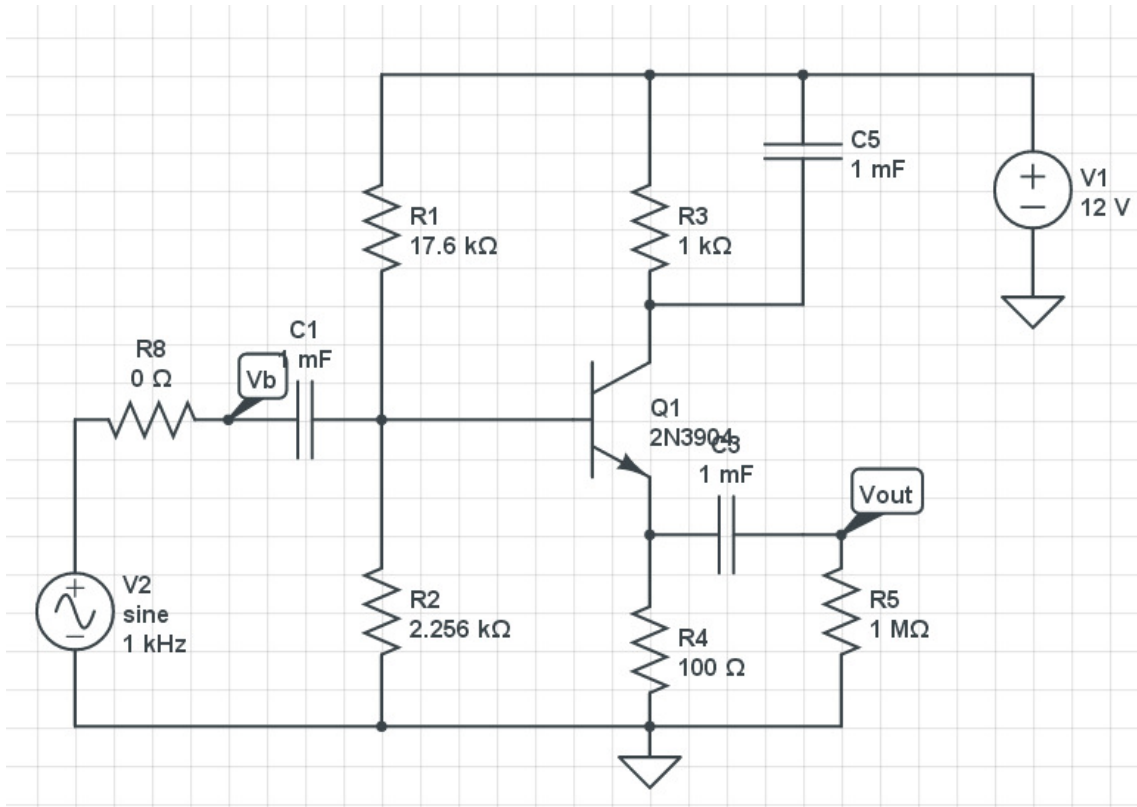 C5
1 mF
+
−
V1
12 V
R1
17.6 kΩ
R3
1 kΩ
C1
1 mF
R8
0 Ω
Vb
Q1
2N3904
C3
1 mF
Vout
+
−
V2
sine
1 kHz
R2
2.256 kΩ
R4
100 Ω
R5
1 MΩ